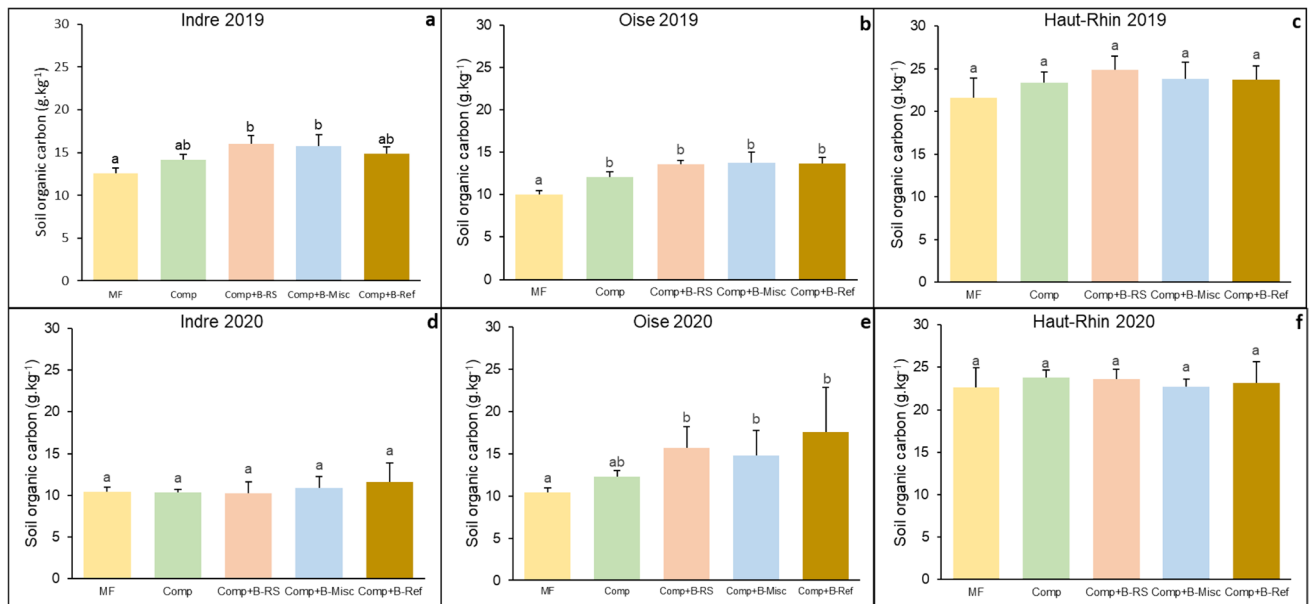 Indre 2019 a
Soil organic carbon (g.kg⁻¹)
30
25
20
15
10
5
0
a ab b b ab
MF Comp Comp+B-RS Comp+B-Misc Comp+B-Ref
Oise 2019 b
Soil organic carbon (g.kg⁻¹)
30
25
20
15
10
5
0
a b b b b
MF Comp Comp+B-RS Comp+B-Misc Comp+B-Ref
Haut-Rhin 2019 c
Soil organic carbon (g.kg⁻¹)
30
25
20
15
10
5
0
a a a a a
MF Comp Comp+B-RS Comp+B-Misc Comp+B-Ref
Indre 2020 d
Soil organic carbon (g.kg⁻¹)
30
25
20
15
10
5
0
a a a a a
MF Comp Comp+B-RS Comp+B-Misc Comp+B-Ref
Oise 2020 e
Soil organic carbon (g.kg⁻¹)
30
25
20
15
10
5
0
a ab b b b
MF Comp Comp+B-RS Comp+B-Misc Comp+B-Ref
Haut-Rhin 2020 f
Soil organic carbon (g.kg⁻¹)
30
25
20
15
10
5
0
a a a a a
MF Comp Comp+B-RS Comp+B-Misc Comp+B-Ref